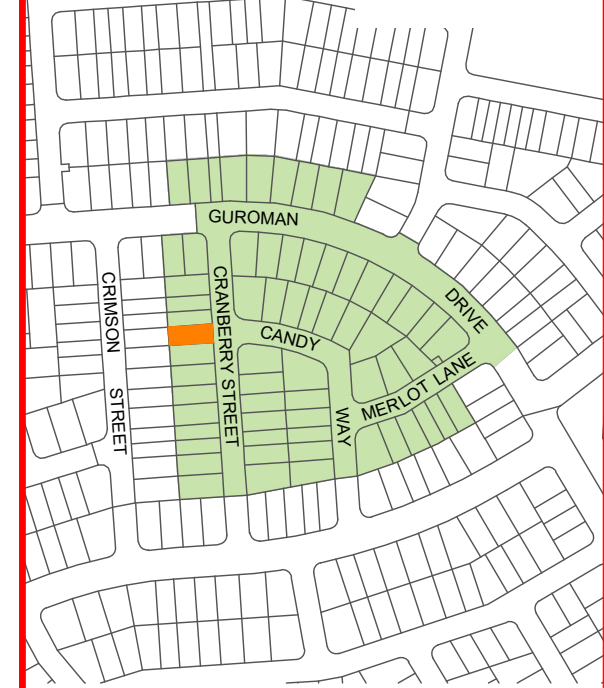 GUROMAN
DRIVE
CRIMSON
STREET
CRANBERRY STREET
CANDY
WAY
MERLOT LANE